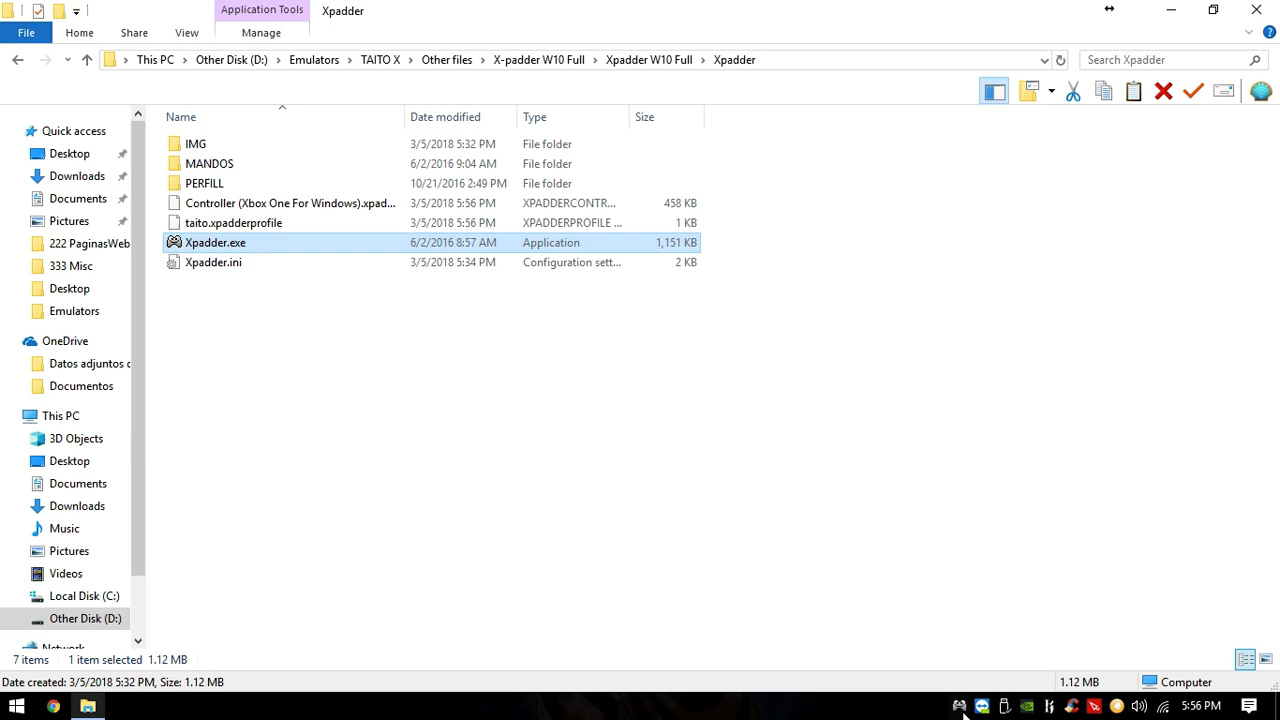 Application Tools Xpadder
File Home Share View Manage
This PC Other Disk (D:) Emulators TAITO X Other files X-padder W10 Full Xpadder W10 Full Xpadder Search Xpadder
Name Date modified Type Size
IMG 3/5/2018 5:32 PM File folder
MANDOS 6/2/2016 9:04 AM File folder
PERFILL 10/21/2016 2:49 PM File folder
Controller (Xbox One For Windows).xpad... 3/5/2018 5:56 PM XPADDERCONTR... 458 KB
taito.xpadderprofile 3/5/2018 5:56 PM XPADDERPROFILE ... 1 KB
Xpadder.exe 6/2/2016 8:57 AM Application 1,151 KB
Xpadder.ini 3/5/2018 5:34 PM Configuration sett... 2 KB
Quick access
Desktop
Downloads
Documents
Pictures
222 PaginasWeb
333 Misc
Desktop
Emulators
OneDrive
Datos adjuntos
Documentos
This PC
3D Objects
Desktop
Documents
Downloads
Music
Pictures
Videos
Local Disk (C:)
Other Disk (D:)
Network
7 items 1 item selected 1.12 MB
Date created: 3/5/2018 5:32 PM, Size: 1.12 MB 1.12 MB Computer
5:56 PM